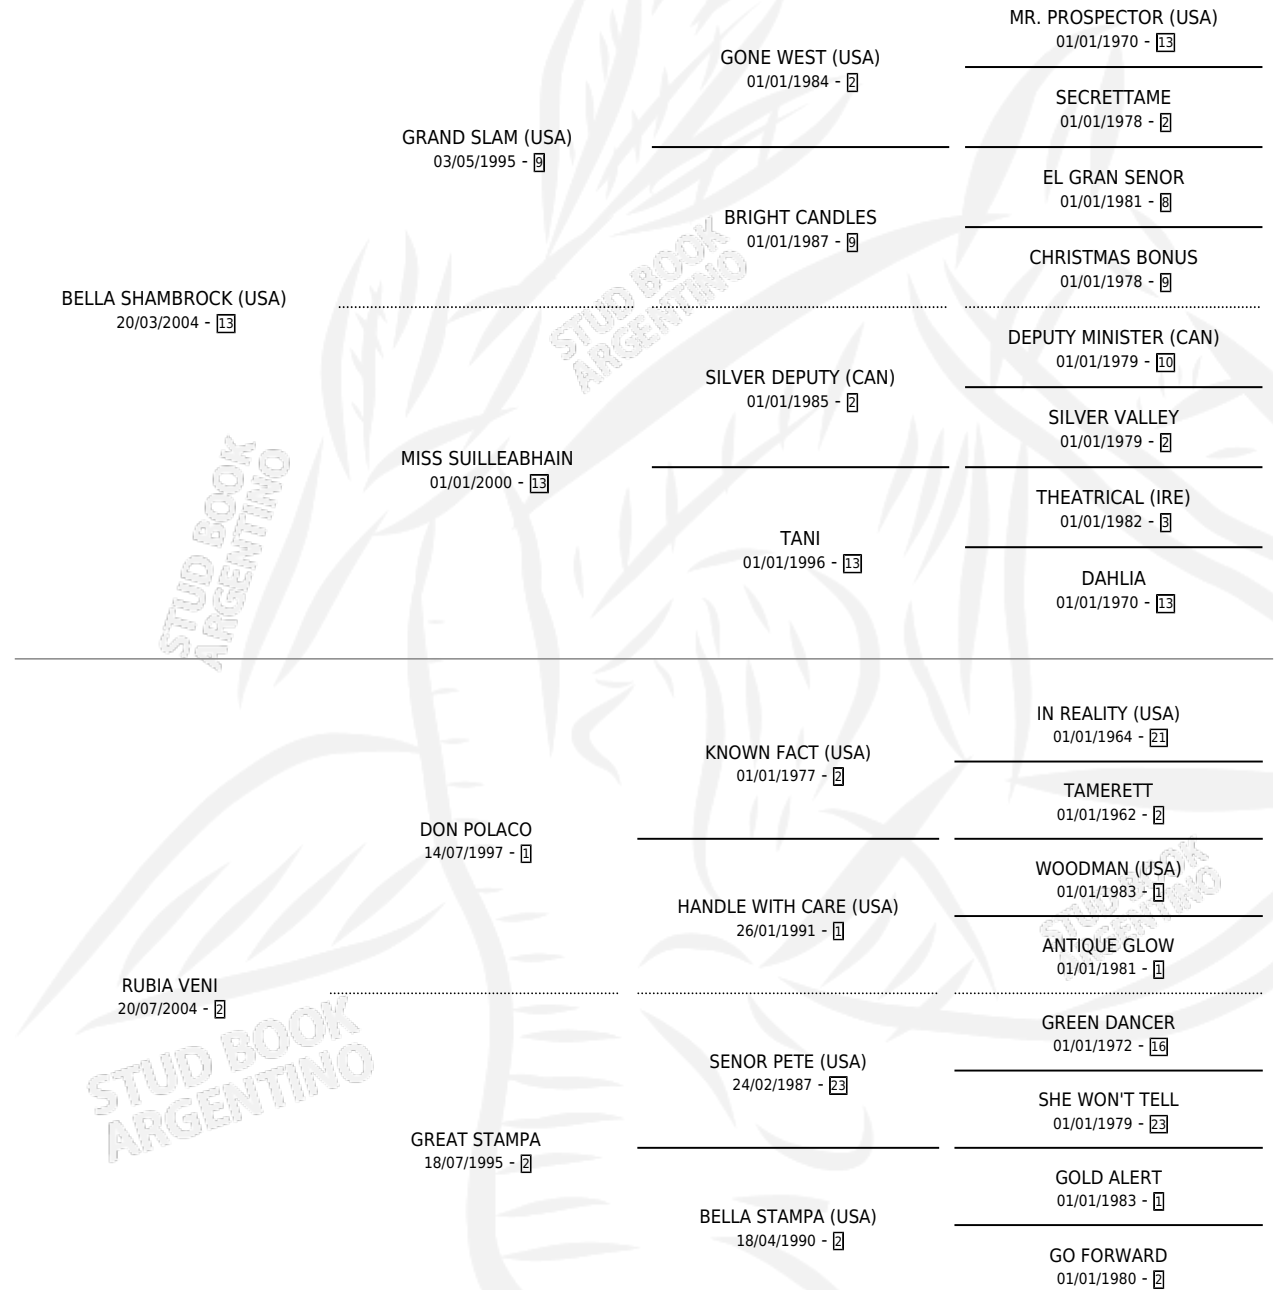 MR. PROSPECTOR (USA)
01/01/1970 - 13
GONE WEST (USA)
01/01/1984 - 2
SECRETTAME
01/01/1978 - 2
GRAND SLAM (USA)
03/05/1995 - 9
EL GRAN SENOR
01/01/1981 - 8
BRIGHT CANDLES
01/01/1987 - 9
CHRISTMAS BONUS
01/01/1978 - 9
BELLA SHAMBROCK (USA)
20/03/2004 - 13
DEPUTY MINISTER (CAN)
01/01/1979 - 10
SILVER DEPUTY (CAN)
01/01/1985 - 2
SILVER VALLEY
01/01/1979 - 2
MISS SUILLEABHAIN
01/01/2000 - 13
THEATRICAL (IRE)
01/01/1982 - 3
TANI
01/01/1996 - 13
DAHLIA
01/01/1970 - 13
IN REALITY (USA)
01/01/1964 - 21
KNOWN FACT (USA)
01/01/1977 - 2
TAMERETT
01/01/1962 - 2
DON POLACO
14/07/1997 - 1
WOODMAN (USA)
01/01/1983 - 1
HANDLE WITH CARE (USA)
26/01/1991 - 1
ANTIQUE GLOW
01/01/1981 - 1
RUBIA VENI
20/07/2004 - 2
GREEN DANCER
01/01/1972 - 16
SENOR PETE (USA)
24/02/1987 - 23
SHE WON'T TELL
01/01/1979 - 23
GREAT STAMPA
18/07/1995 - 2
GOLD ALERT
01/01/1983 - 1
BELLA STAMPA (USA)
18/04/1990 - 2
GO FORWARD
01/01/1980 - 2
STUD BOOK
ARGENTINO
STUD BOOK
ARGENTINO
STUD BOOK
ARGENTINO
STUD BOOK
ARGENTINO